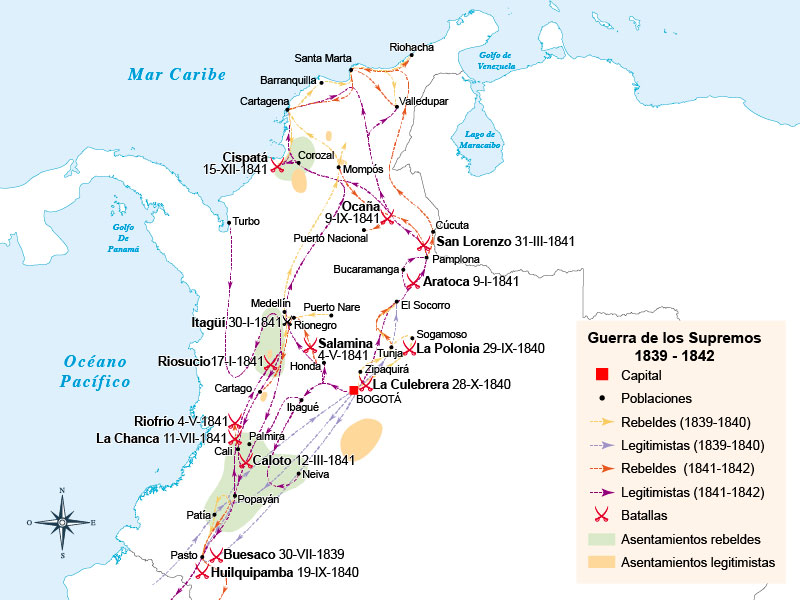 Riohacha
Santa Marta
Golfo de
Venezuela
Mar Caribe
Barranquilla
Cartagena
Valledupar
Lago de
Maracaibo
Cispatá
15-XII-1841
Corozal
Mompós
Ocaña
9-IX-1841
Turbo
Golfo
De
Panamá
Puerto Nacional
Cúcuta
San Lorenzo 31-III-1841
Pamplona
Bucaramanga
Aratoca 9-I-1841
Medellín
Puerto Nare
El Socorro
Itagüí 30-I-1841
Rionegro
Sogamoso
Salamina
4-V-1841
Tunja
La Polonia 29-IX-1840
Riosucio17-I-1841
Honda
Zipaquirá
La Culebrera 28-X-1840
BOGOTÁ
Océano
Pacífico
Cartago
Ibagué
Riofrío 4-V-1841
La Chanca 11-VII-1841
Palmira
Cali
Caloto 12-III-1841
Neiva
Popayán
Patía
Pasto
Buesaco 30-VII-1839
Huilquipamba 19-IX-1840
N
O
E
S
Guerra de los Supremos
1839 - 1842
Capital
Poblaciones
Rebeldes (1839-1840)
Legitimistas (1839-1840)
Rebeldes (1841-1842)
Legitimistas (1841-1842)
Batallas
Asentamientos rebeldes
Asentamientos legitimistas